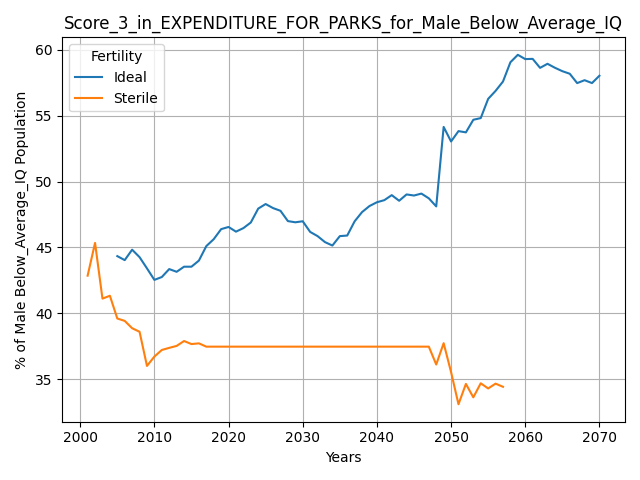 Score_3_in_EXPENDITURE_FOR_PARKS_for_Male_Below_Average_IQ
Fertility
Ideal
Sterile
% of Male Below_Average_IQ Population
60
55
50
45
40
35
2000 2010 2020 2030 2040 2050 2060 2070
Years